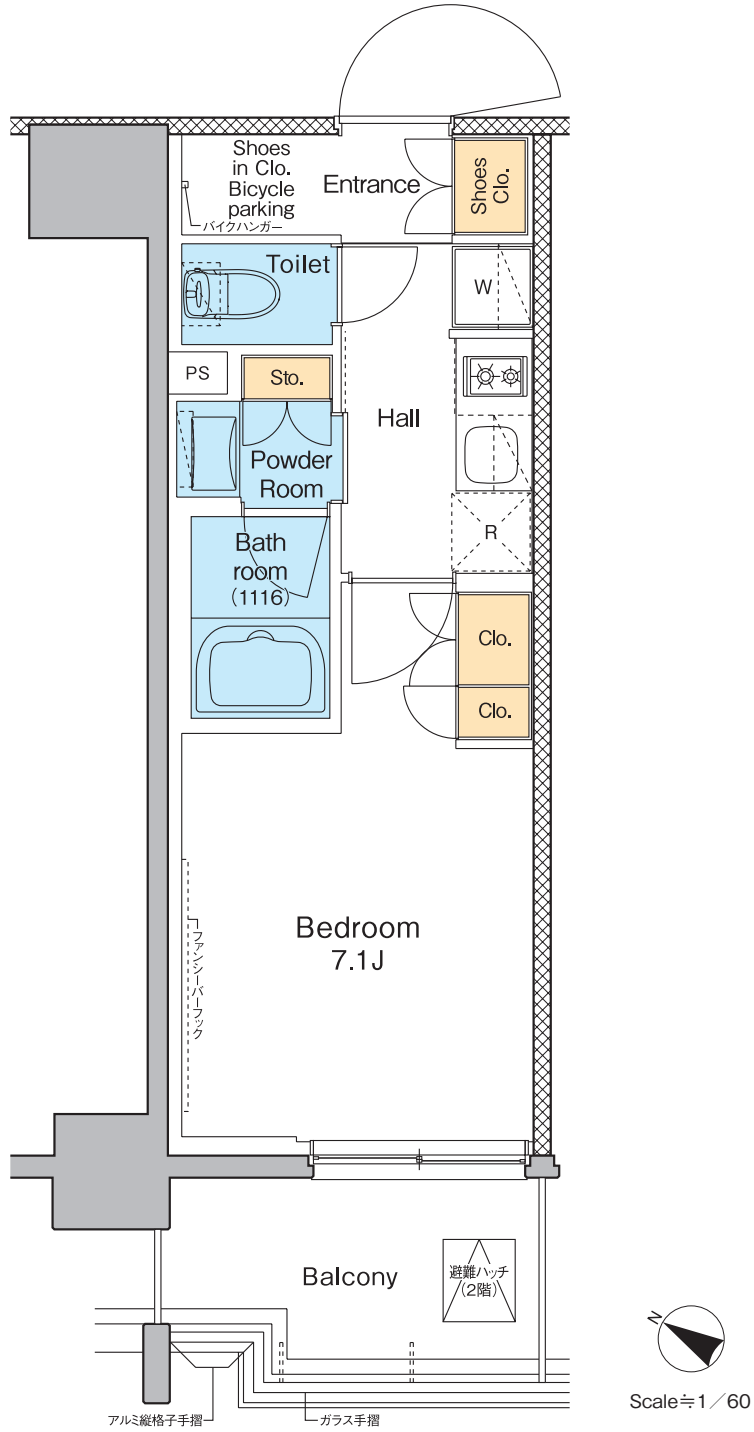 Shoes
in Clo.
Bicycle
parking
バイクハンガー
Entrance
Shoes
Clo.
Toilet
W
PS
Sto.
Hall
Powder
Room
R
Bath
room
(1116)
Clo.
Clo.
Bedroom
7.1J
ファンシーバーフック
Balcony
避難ハッチ
(2階)
N
Scale≒1/60
アルミ縦格子手摺
ガラス手摺